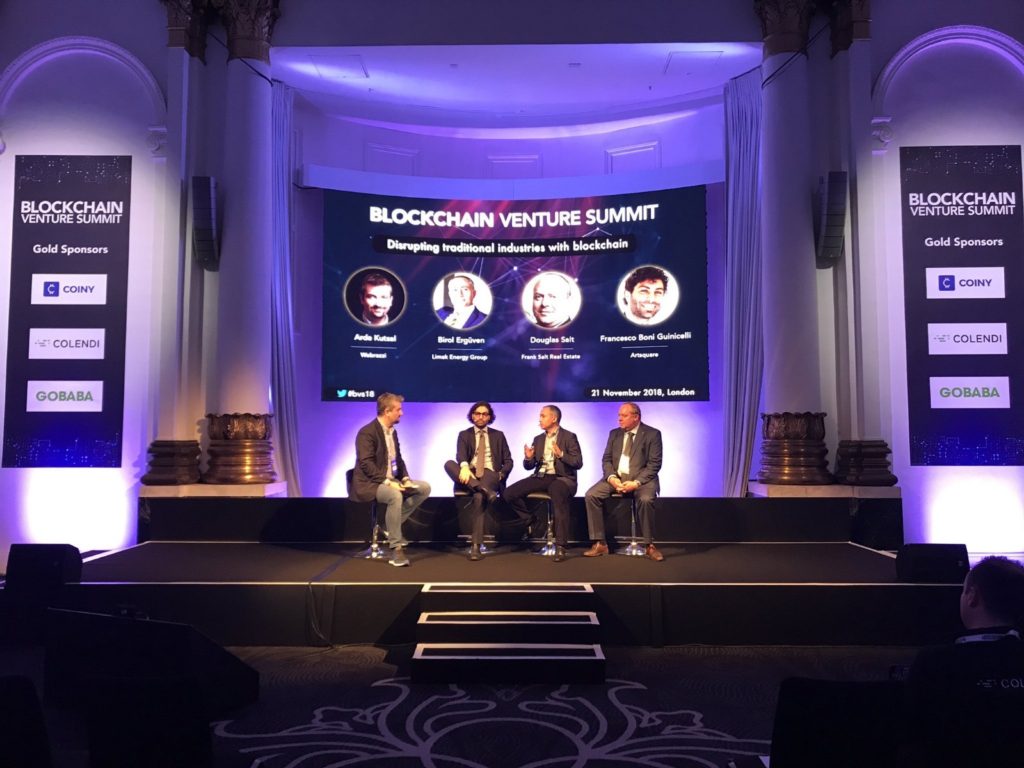 BLOCKCHAIN
VENTURE SUMMIT
Gold Sponsors
COINY
COLENDI
GOBABA
BLOCKCHAIN VENTURE SUMMIT
Disrupting traditional industries with blockchain
Arda Kutsal
Webrazzi
Birol Ergüven
Limak Energy Group
Douglas Salt
Frank Salt Real Estate
Francesco Boni Guinicelli
Artsquare
#bvs18
21 November 2018, London
BLOCKCHAIN
VENTURE SUMMIT
Gold Sponsors
COINY
COLENDI
GOBABA